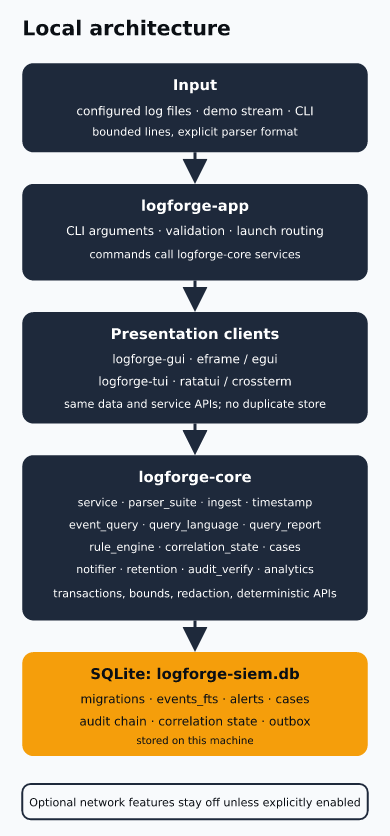 Local architecture
Input
configured log files · demo stream · CLI
bounded lines, explicit parser format
logforge-app
CLI arguments · validation · launch routing
commands call logforge-core services
Presentation clients
logforge-gui · eframe / egui
logforge-tui · ratatui / crossterm
same data and service APIs; no duplicate store
logforge-core
service · parser_suite · ingest · timestamp
event_query · query_language · query_report
rule_engine · correlation_state · cases
notifier · retention · audit_verify · analytics
transactions, bounds, redaction, deterministic APIs
SQLite: logforge-siem.db
migrations · events_fts · alerts · cases
audit chain · correlation state · outbox
stored on this machine
Optional network features stay off unless explicitly enabled